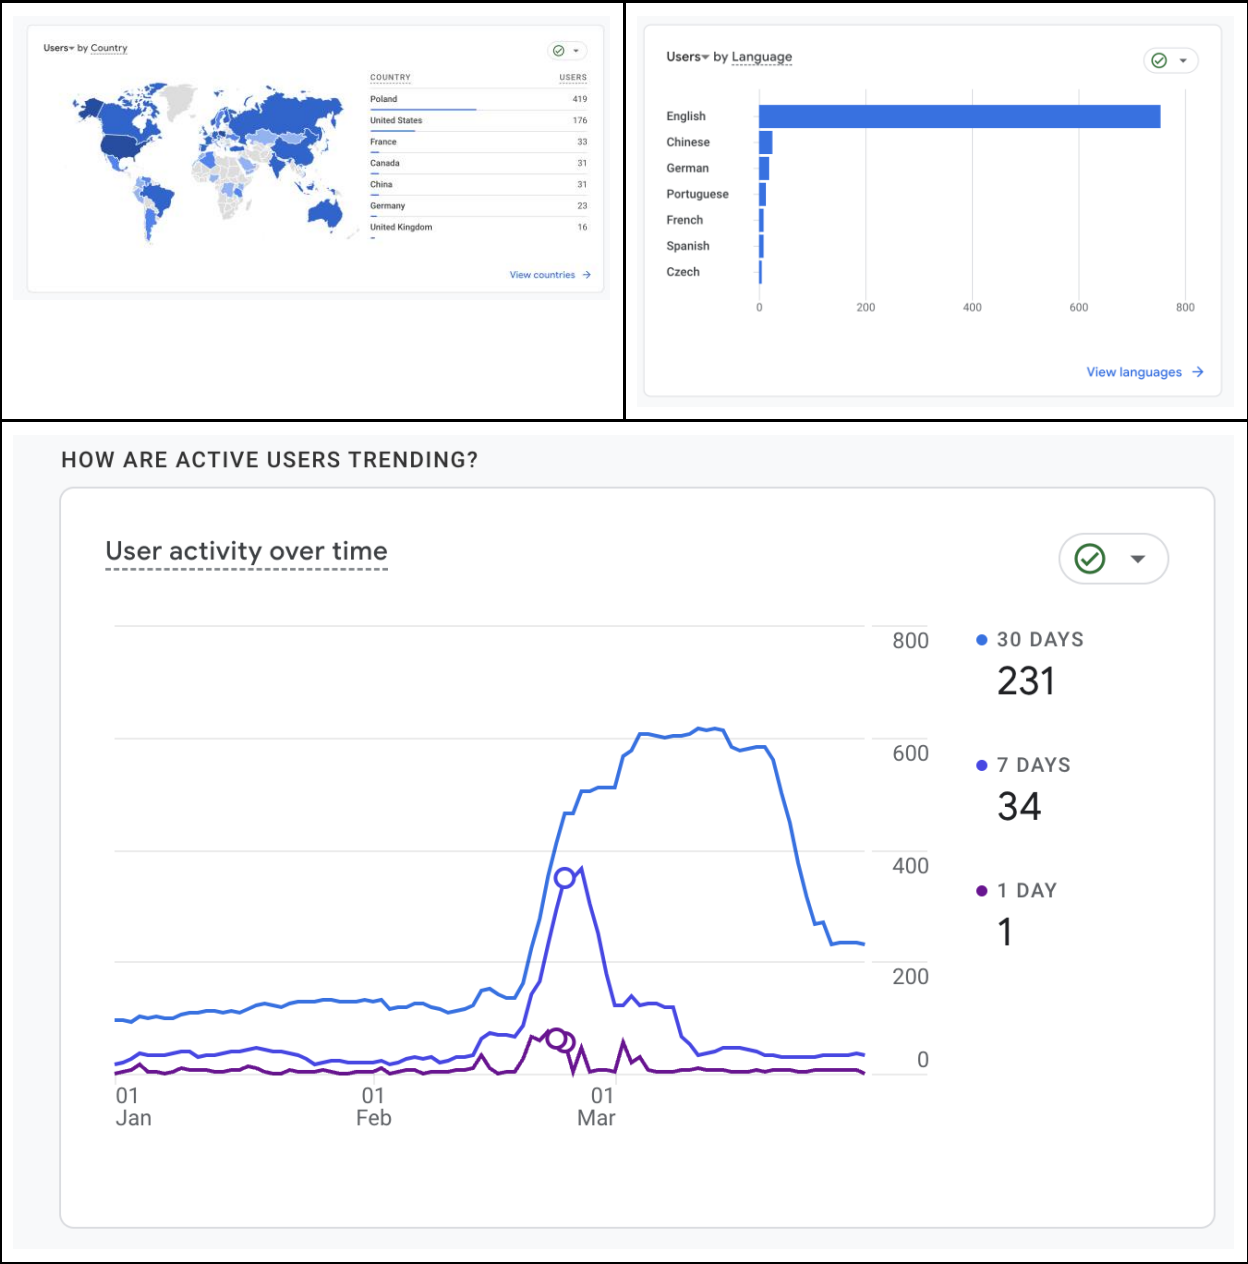 Users by Country
COUNTRY USERS
Poland 419
United States 176
France 33
Canada 31
China 31
Germany 23
United Kingdom 16
View countries
Users by Language
English
Chinese
German
Portuguese
French
Spanish
Czech
0 200 400 600 800
View languages
HOW ARE ACTIVE USERS TRENDING?
User activity over time
800
600
400
200
0
01 Jan
01 Feb
01 Mar
30 DAYS
231
7 DAYS
34
1 DAY
1